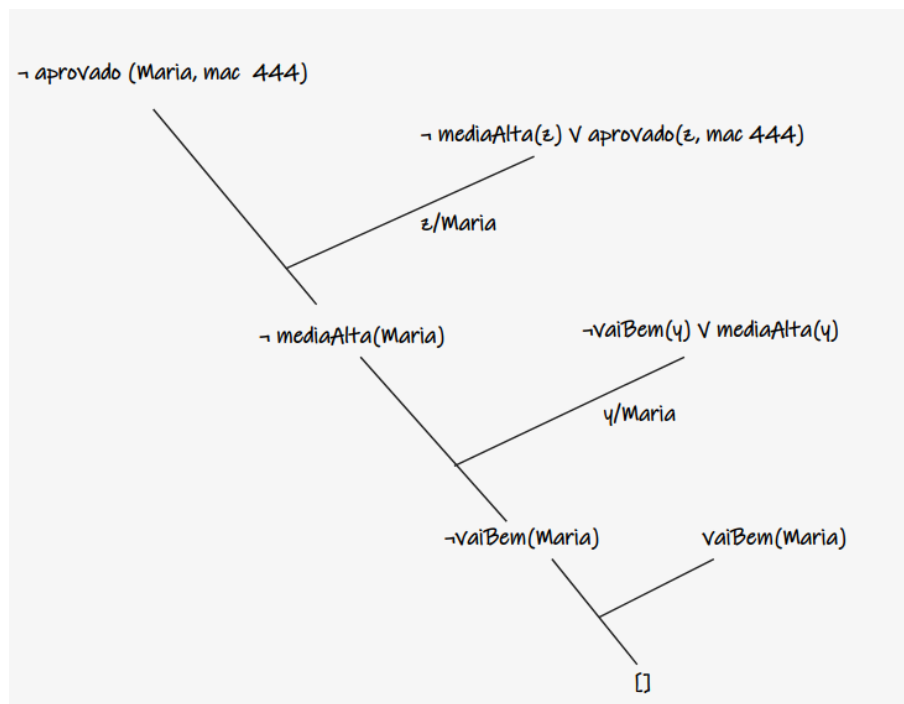 ¬ aprovado (Maria, mac 444)
¬ mediaAlta(z) V aprovado(z, mac 444)
z/Maria
¬ mediaAlta(Maria)
¬vaiBem(y) V mediaAlta(y)
y/Maria
¬vaiBem(Maria)
vaiBem(Maria)
[]